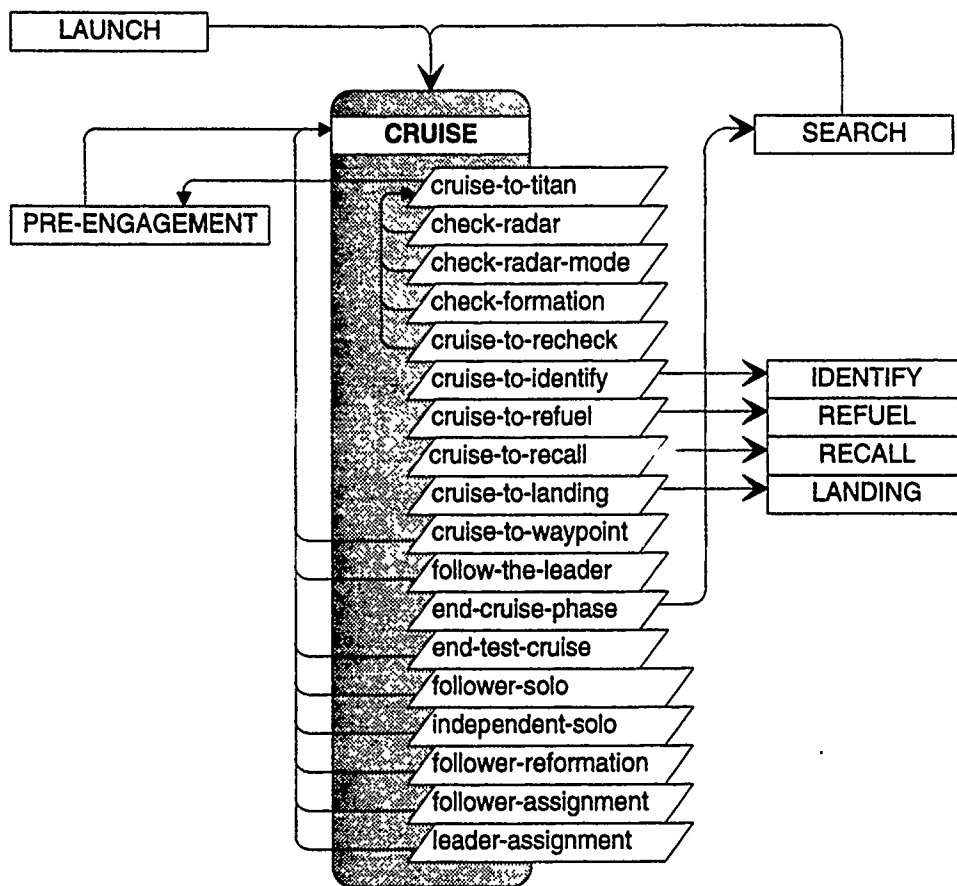 LAUNCH
CRUISE
SEARCH
cruise-to-titan
PRE-ENGAGEMENT
check-radar
check-radar-mode
check-formation
cruise-to-recheck
cruise-to-identify
IDENTIFY
cruise-to-refuel
REFUEL
cruise-to-recall
RECALL
cruise-to-landing
LANDING
cruise-to-waypoint
follow-the-leader
end-cruise-phase
end-test-cruise
follower-solo
independent-solo
follower-reformation
follower-assignment
leader-assignment